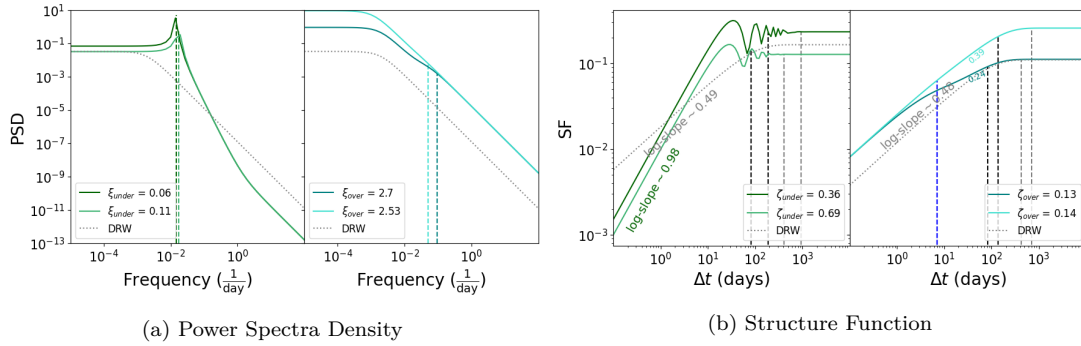 10^1
10^-1
10^-3
10^-5
10^-7
10^-9
10^-11
10^-13
PSD
ξ_under = 0.06
ξ_under = 0.11
DRW
10^-4
10^-2
10^0
Frequency (1/day)
ξ_over = 2.7
ξ_over = 2.53
DRW
10^-4
10^-2
10^0
Frequency (1/day)
(a) Power Spectra Density
10^-1
10^-2
10^-3
SF
log-slope ~ 0.49
log-slope ~ 0.98
ζ_under = 0.36
ζ_under = 0.69
DRW
10^0
10^1
10^2
10^3
Δt (days)
0.39
0.24
log-slope ~ 0.48
ζ_over = 0.13
ζ_over = 0.14
DRW
10^0
10^1
10^2
10^3
Δt (days)
(b) Structure Function